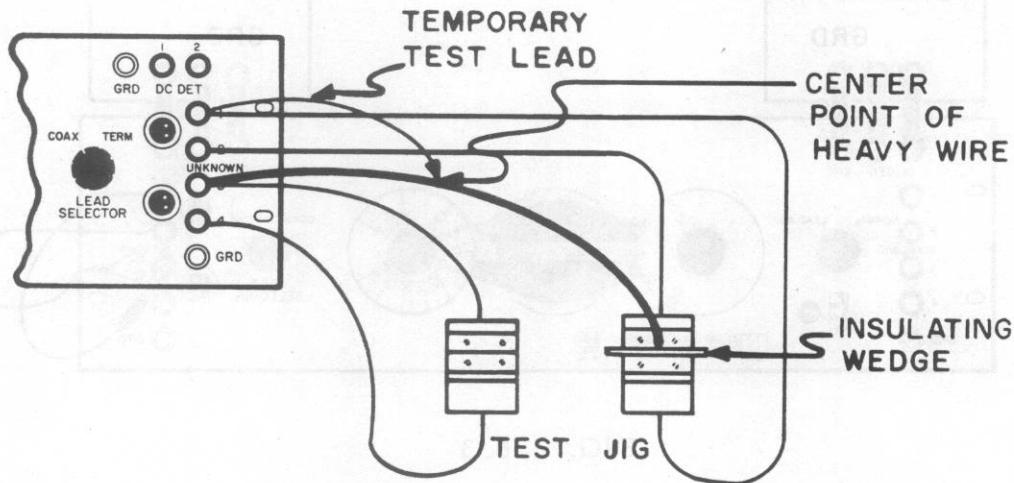 TEMPORARY
TEST LEAD
1 2
GRD DC DET
COAX TERM
LEAD
SELECTOR
UNKNOWN
4
GRD
CENTER
POINT OF
HEAVY WIRE
INSULATING
WEDGE
TEST JIG